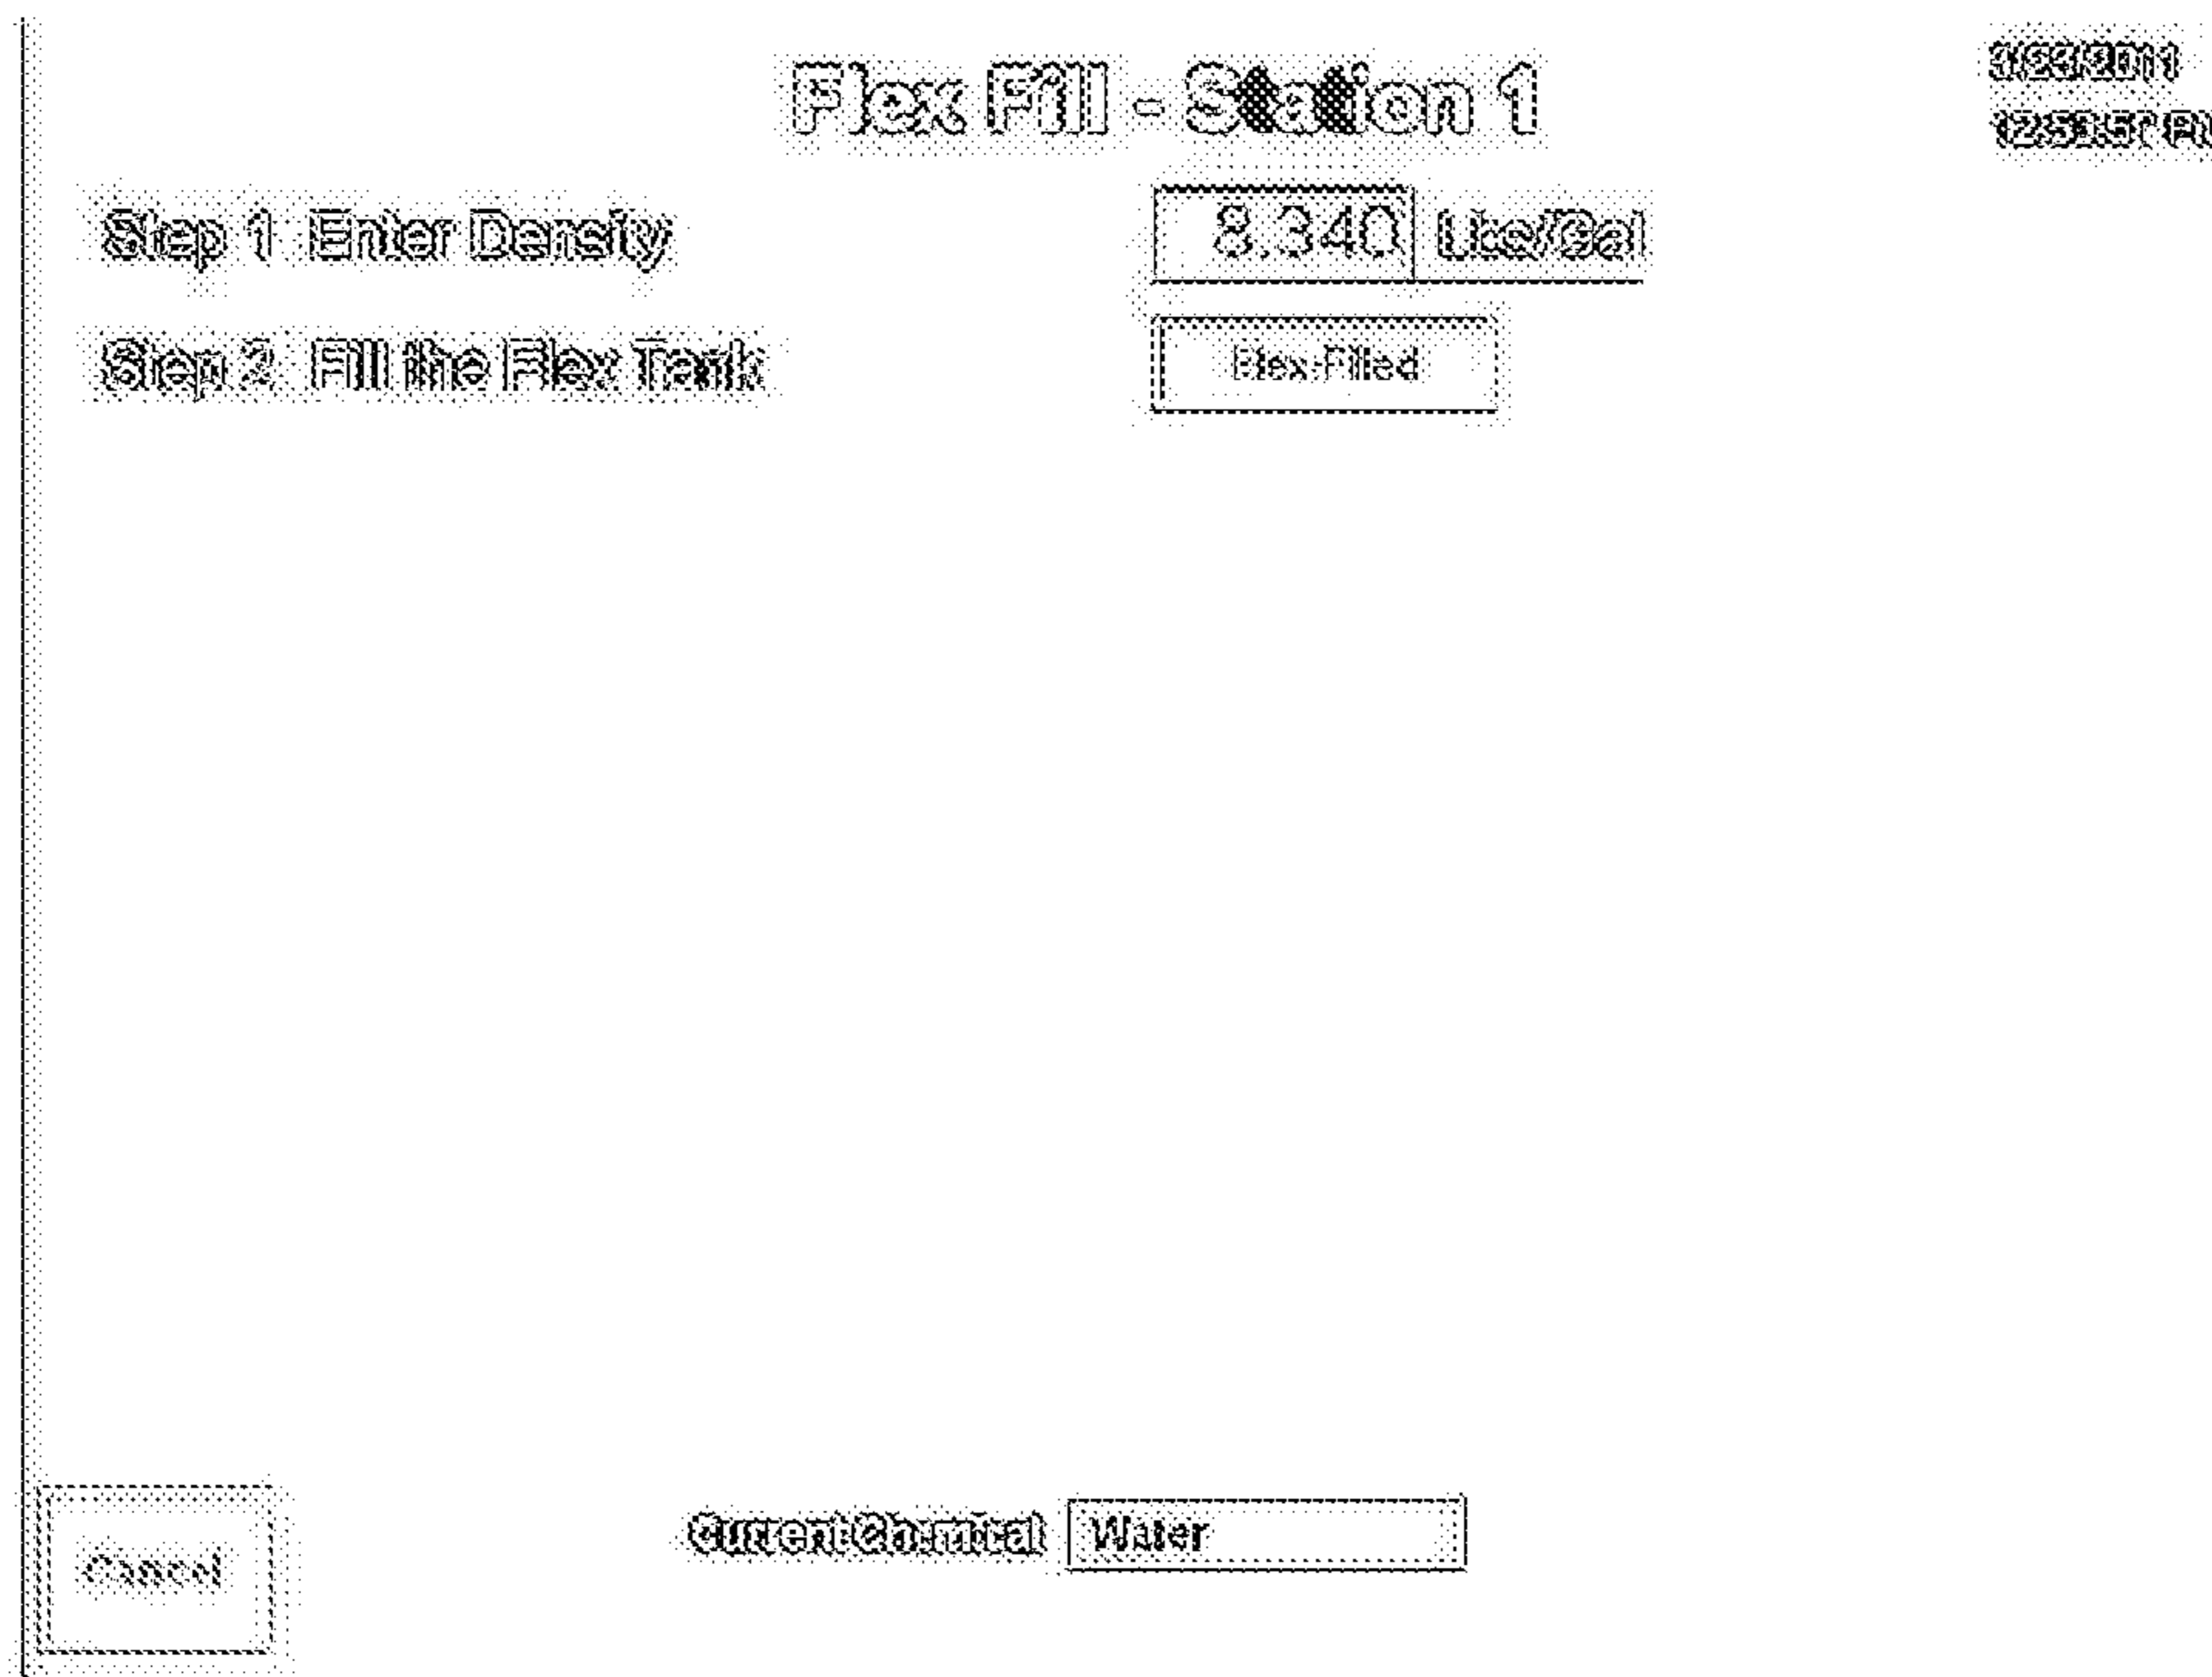 Flex Fill - Station 1
Step 1 Enter Density 8.340 Lbs/Gal
Step 2 Fill the Flex Tank Flex Filled
Cancel
Current Chemical Water